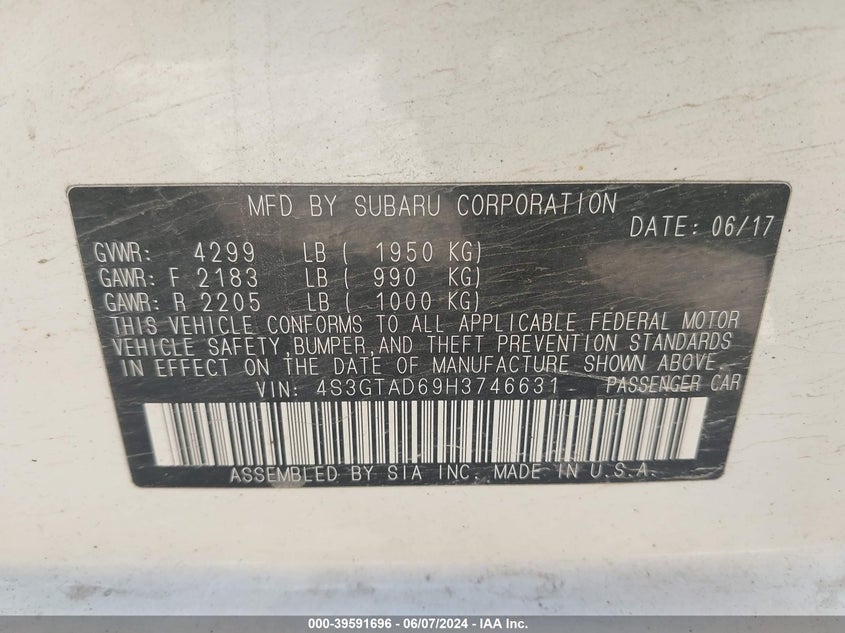 MFD BY SUBARU CORPORATION
DATE: 06/17
GVWR: 4299 LB ( 1950 KG)
GAWR: F 2183 LB ( 990 KG)
GAWR: R 2205 LB ( 1000 KG)
THIS VEHICLE CONFORMS TO ALL APPLICABLE FEDERAL MOTOR
VEHICLE SAFETY,BUMPER,AND THEFT PREVENTION STANDARDS
IN EFFECT ON THE DATE OF MANUFACTURE SHOWN ABOVE.
VIN: 4S3GTAD69H3746631 PASSENGER CAR
ASSEMBLED BY SIA INC. MADE IN U.S.A.
000-39591696 - 06/07/2024 - IAA Inc.